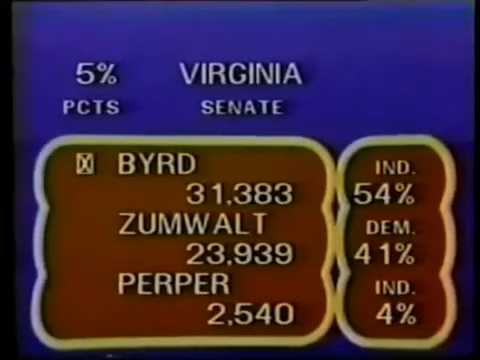 5% VIRGINIA
PCTS SENATE
☒ BYRD IND.
31,383 54%
ZUMWALT DEM.
23,939 41%
PERPER IND.
2,540 4%